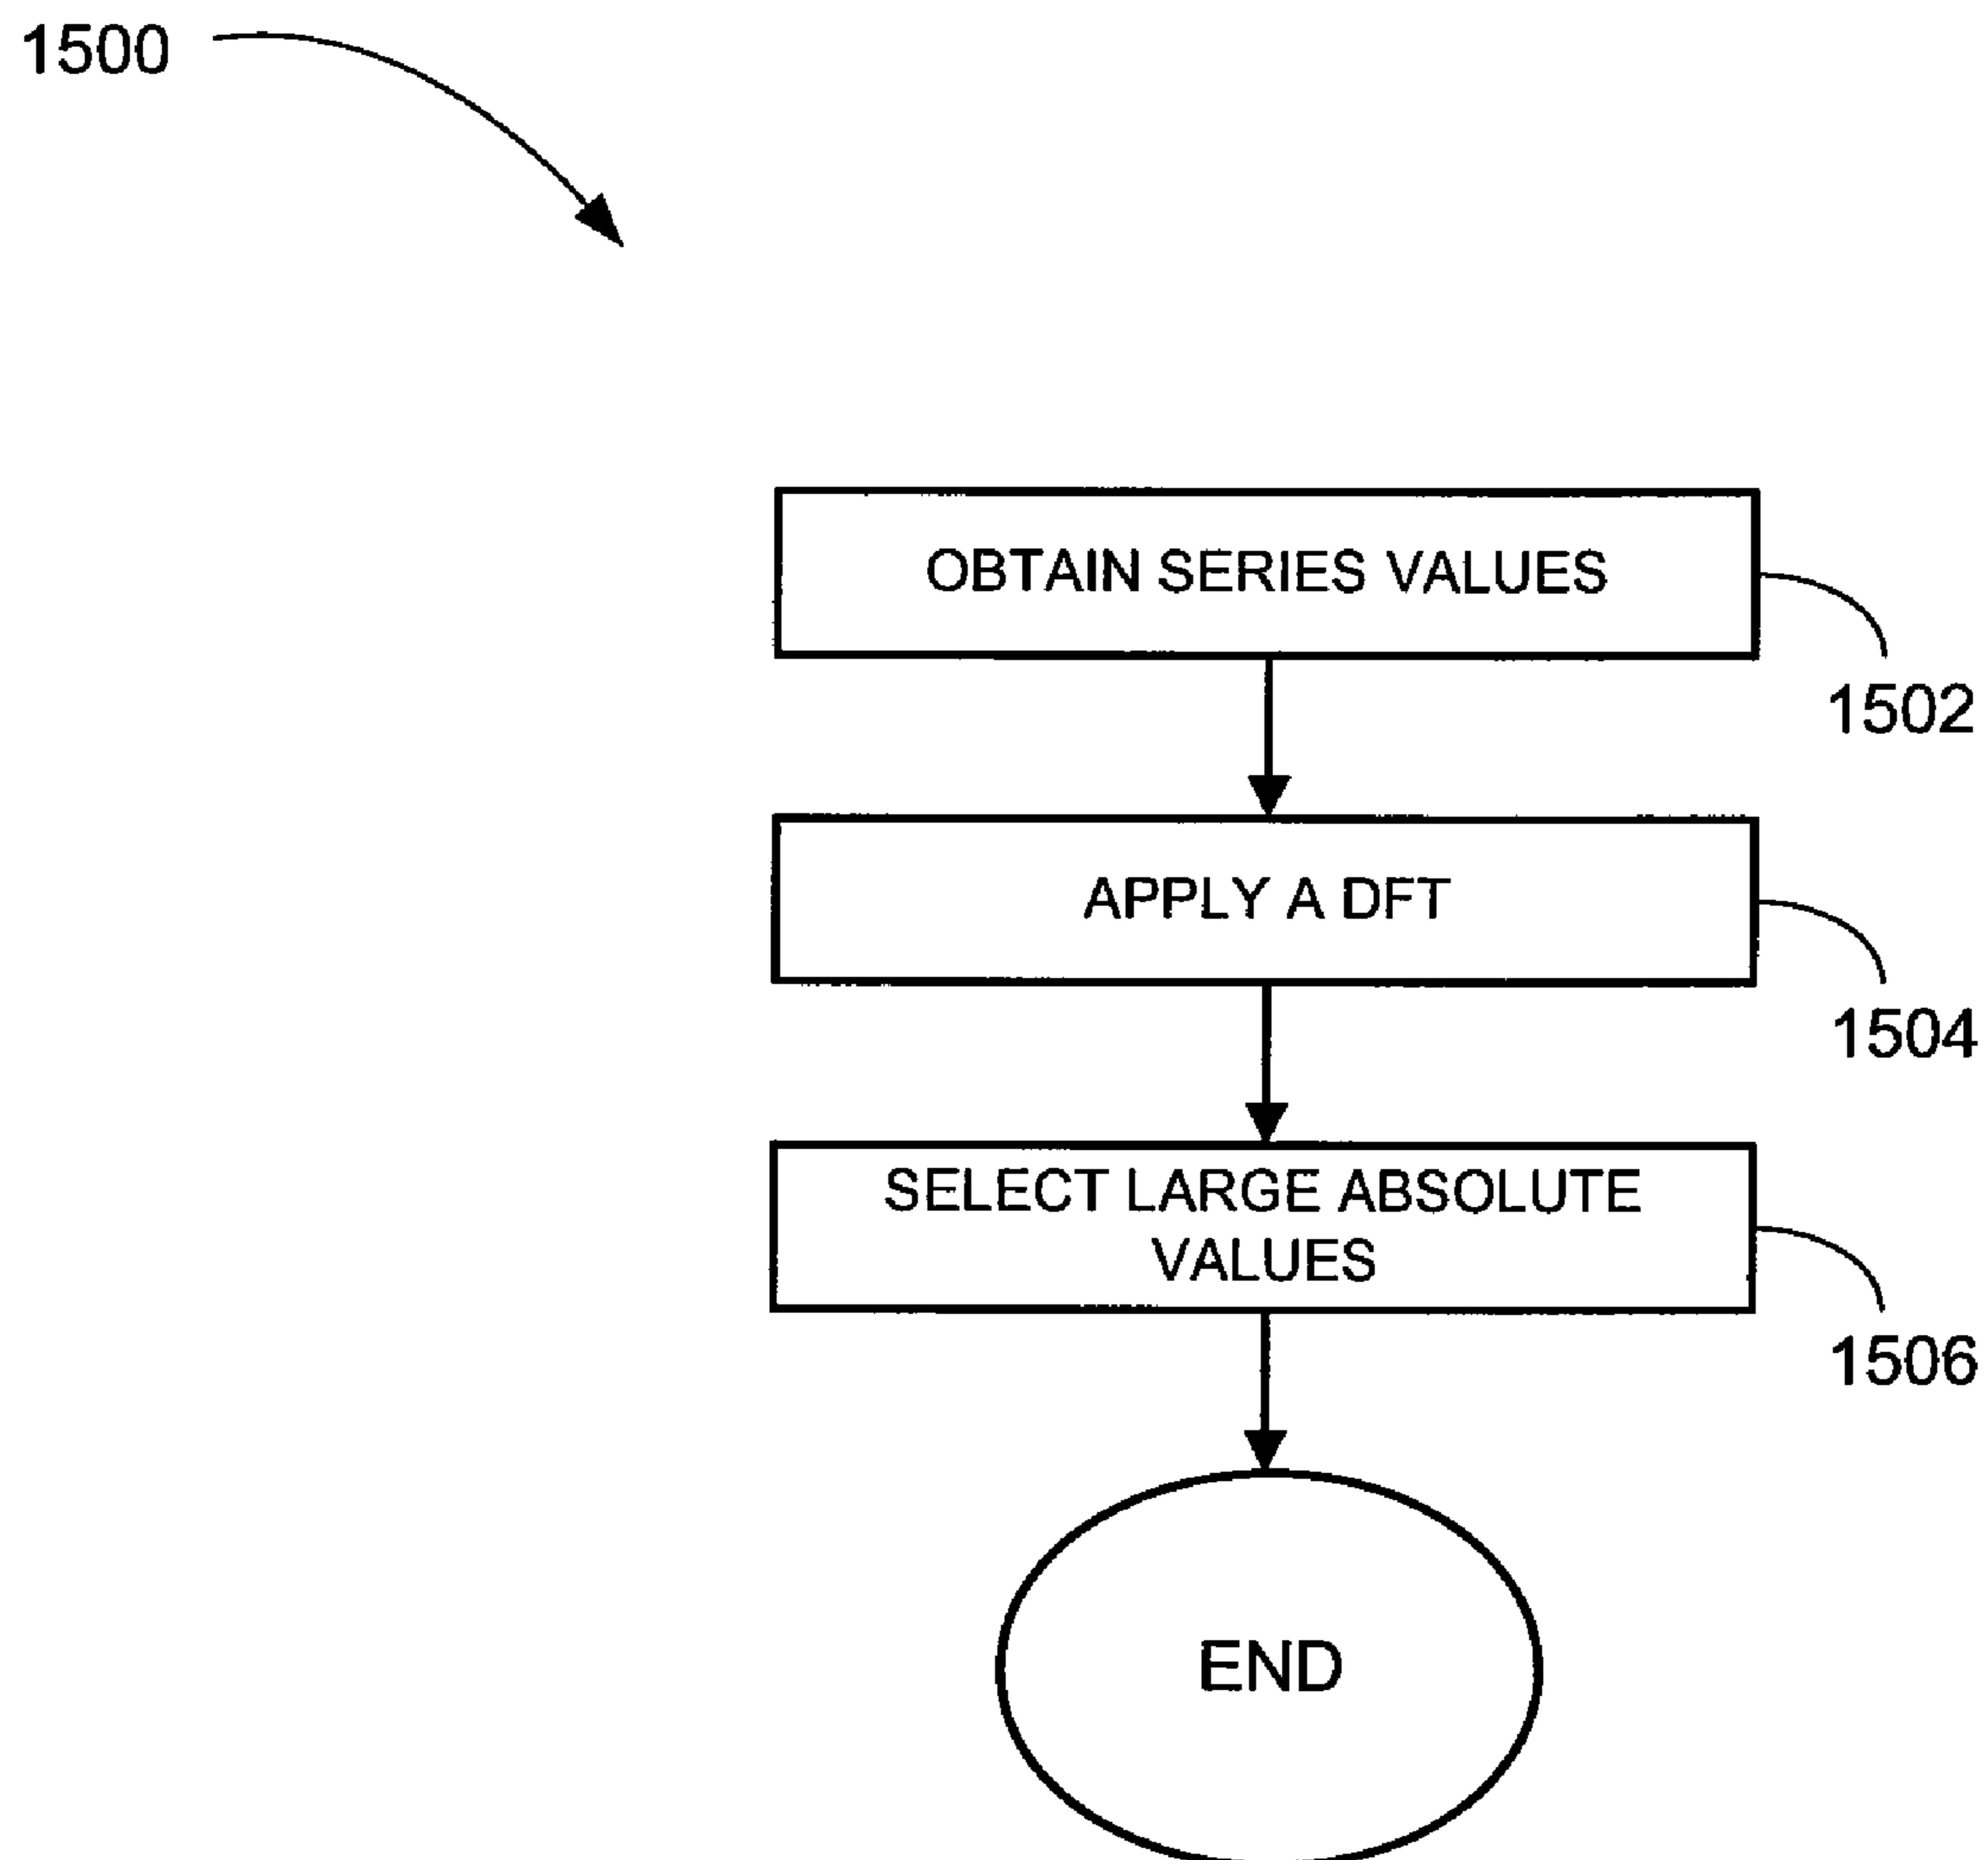 1500
OBTAIN SERIES VALUES
1502
APPLY A DFT
1504
SELECT LARGE ABSOLUTE
VALUES
1506
END